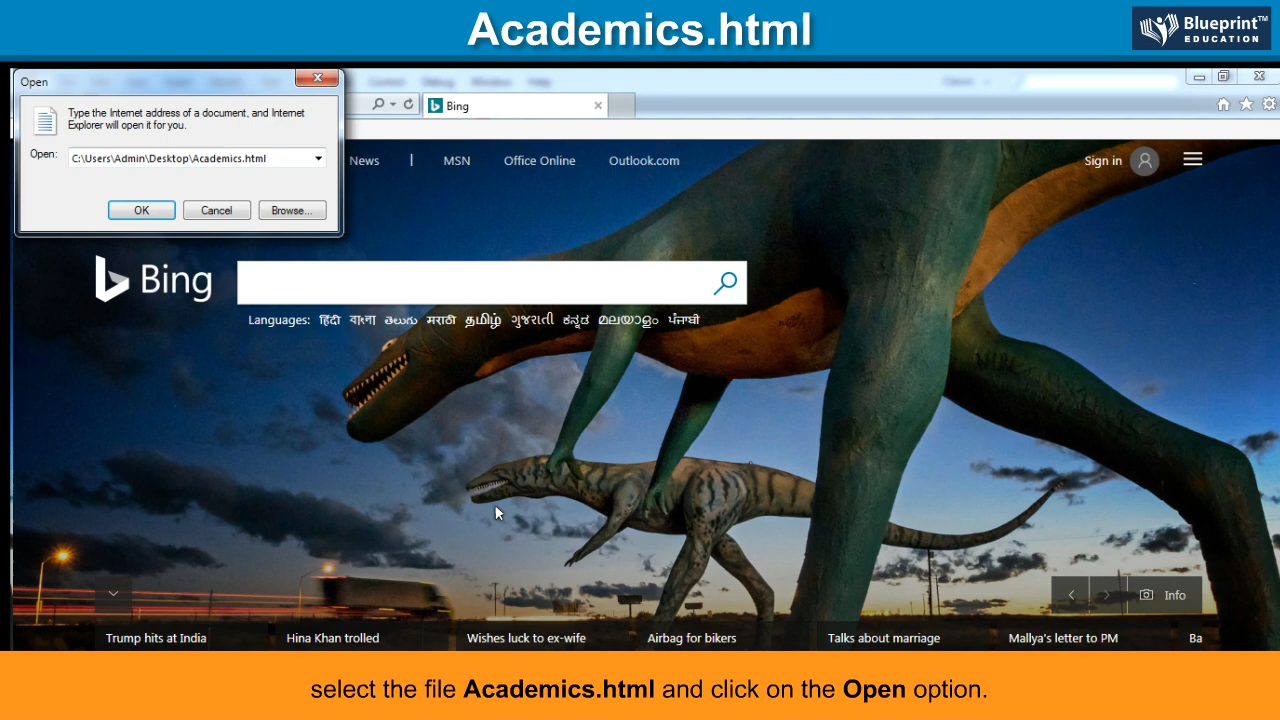 Academics.html
Blueprint™
EDUCATION
Open
Type the Internet address of a document, and Internet
Explorer will open it for you.
Open: C:\Users\Admin\Desktop\Academics.html
OK Cancel Browse...
Bing
News | MSN Office Online Outlook.com
Sign in
Bing
Languages: हिंदी বাংলা తెలుగు मराठी தமிழ் ગુજરાતી ಕನ್ನಡ മലയാളം ਪੰਜਾਬੀ
Info
Trump hits at India Hina Khan trolled Wishes luck to ex-wife Airbag for bikers Talks about marriage Mallya's letter to PM Ba
select the file Academics.html and click on the Open option.